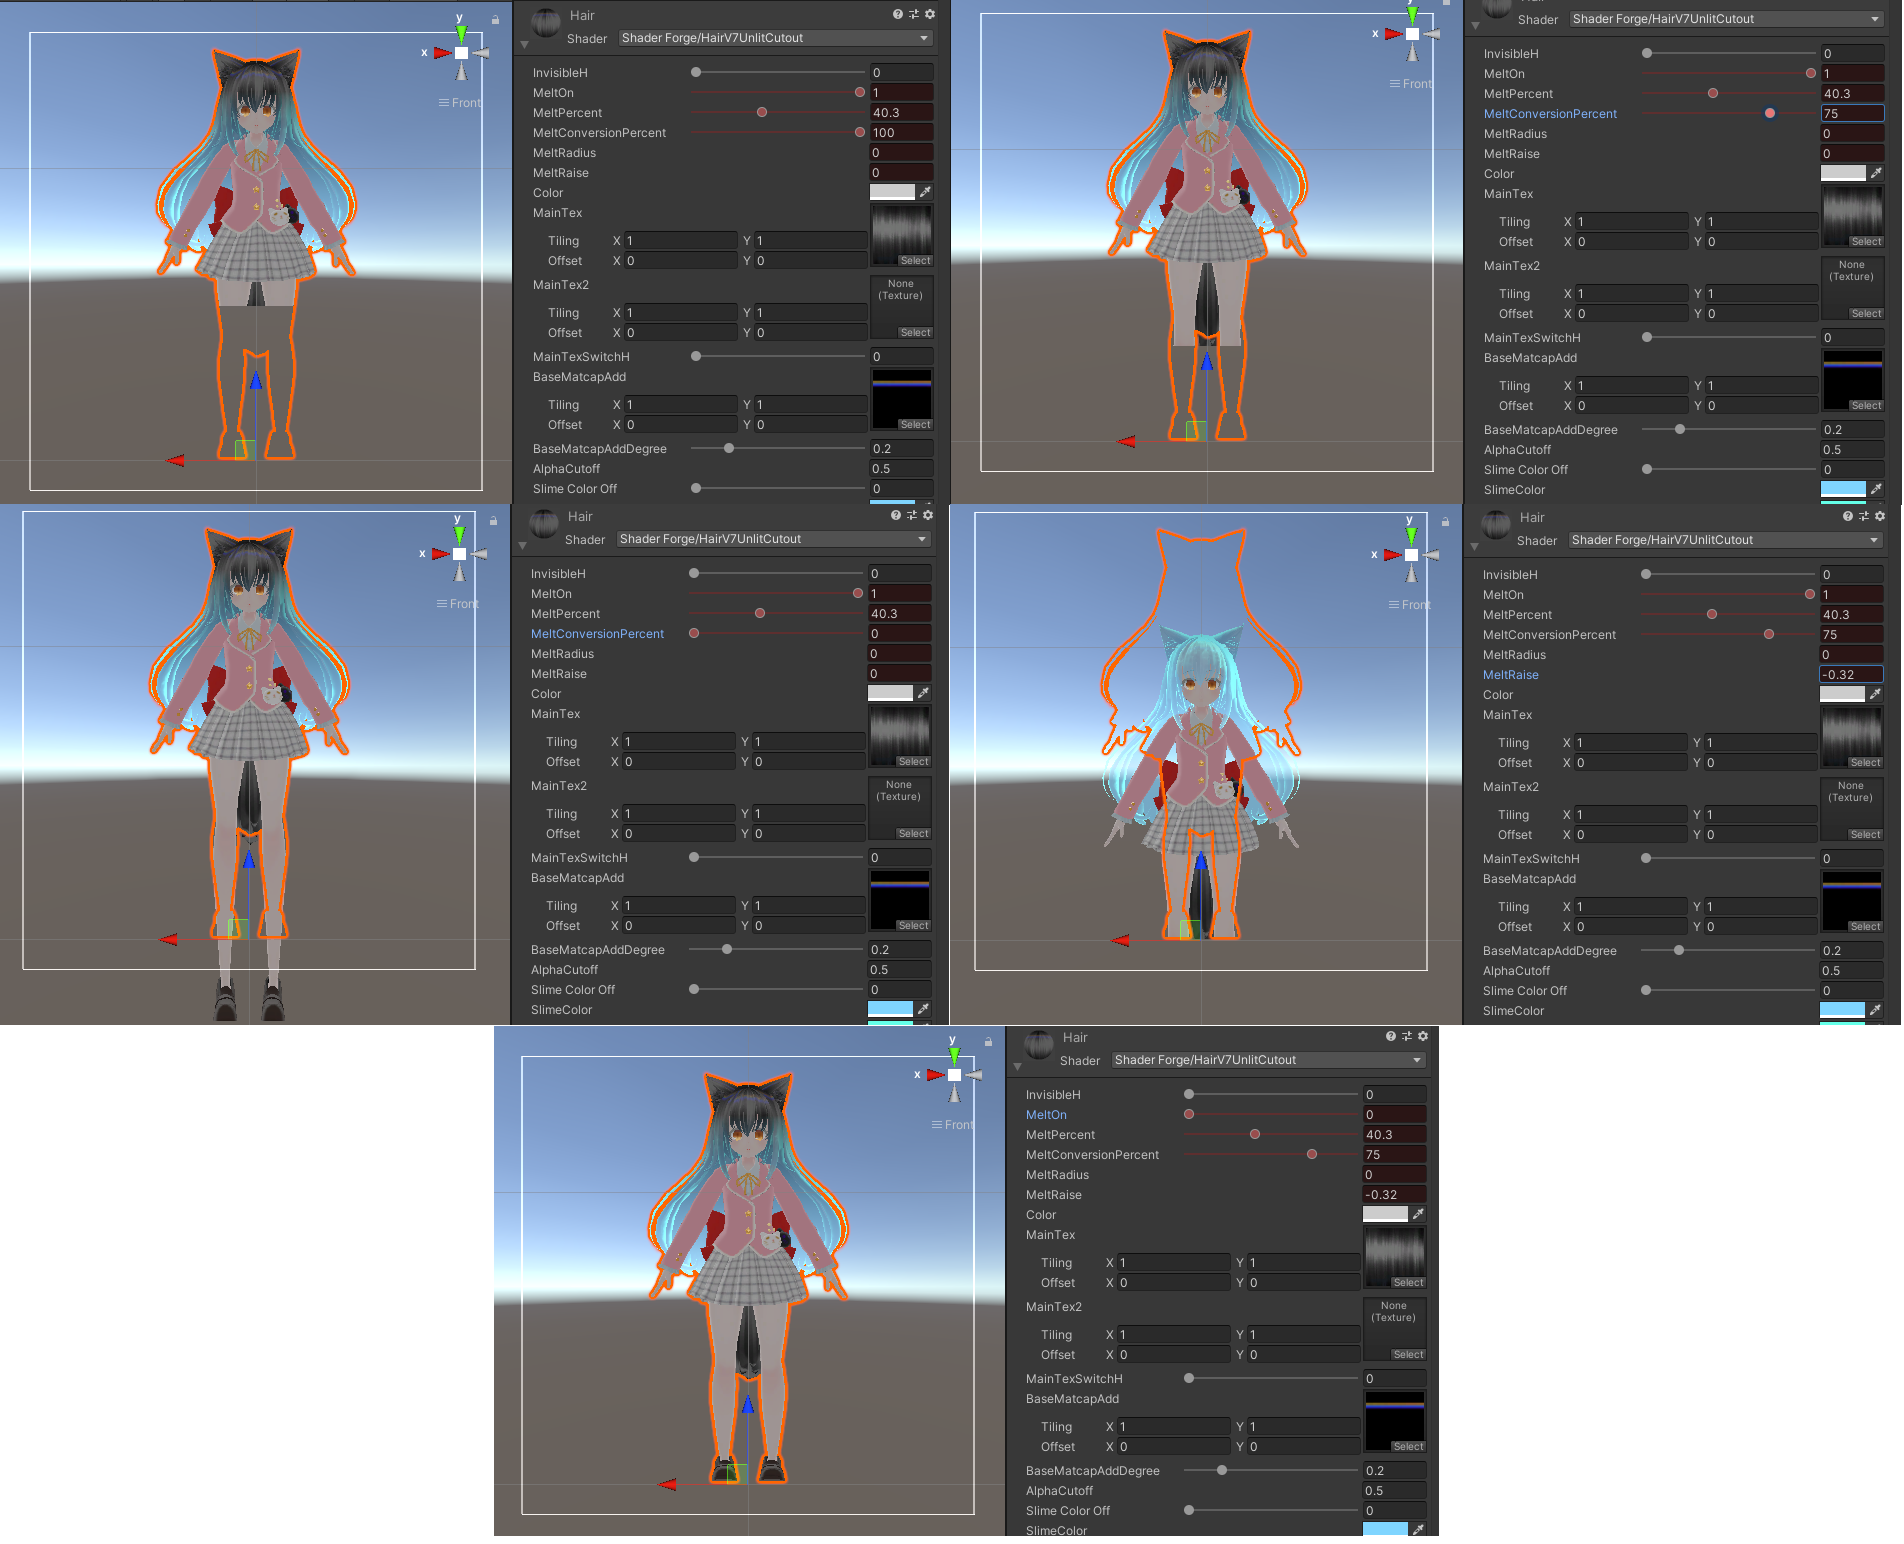 y
x
Front
Hair
Shader Shader Forge/HairV7UnlitCutout
InvisibleH 0
MeltOn 1
MeltPercent 40.3
MeltConversionPercent 100
MeltRadius 0
MeltRaise 0
Color
MainTex
Tiling X 1 Y 1
Offset X 0 Y 0
Select
MainTex2
None
(Texture)
Tiling X 1 Y 1
Offset X 0 Y 0
Select
MainTexSwitchH 0
BaseMatcapAdd
Tiling X 1 Y 1
Offset X 0 Y 0
Select
BaseMatcapAddDegree 0.2
AlphaCutoff 0.5
Slime Color Off 0
y
x
Front
Hair
Shader Shader Forge/HairV7UnlitCutout
InvisibleH 0
MeltOn 1
MeltPercent 40.3
MeltConversionPercent 75
MeltRadius 0
MeltRaise 0
Color
MainTex
Tiling X 1 Y 1
Offset X 0 Y 0
Select
MainTex2
None
(Texture)
Tiling X 1 Y 1
Offset X 0 Y 0
Select
MainTexSwitchH 0
BaseMatcapAdd
Tiling X 1 Y 1
Offset X 0 Y 0
Select
BaseMatcapAddDegree 0.2
AlphaCutoff 0.5
Slime Color Off 0
SlimeColor
y
x
Front
Hair
Shader Shader Forge/HairV7UnlitCutout
InvisibleH 0
MeltOn 1
MeltPercent 40.3
MeltConversionPercent 0
MeltRadius 0
MeltRaise 0
Color
MainTex
Tiling X 1 Y 1
Offset X 0 Y 0
Select
MainTex2
None
(Texture)
Tiling X 1 Y 1
Offset X 0 Y 0
Select
MainTexSwitchH 0
BaseMatcapAdd
Tiling X 1 Y 1
Offset X 0 Y 0
Select
BaseMatcapAddDegree 0.2
AlphaCutoff 0.5
Slime Color Off 0
SlimeColor
y
x
Front
Hair
Shader Shader Forge/HairV7UnlitCutout
InvisibleH 0
MeltOn 1
MeltPercent 40.3
MeltConversionPercent 75
MeltRadius 0
MeltRaise -0.32
Color
MainTex
Tiling X 1 Y 1
Offset X 0 Y 0
Select
MainTex2
None
(Texture)
Tiling X 1 Y 1
Offset X 0 Y 0
Select
MainTexSwitchH 0
BaseMatcapAdd
Tiling X 1 Y 1
Offset X 0 Y 0
Select
BaseMatcapAddDegree 0.2
AlphaCutoff 0.5
Slime Color Off 0
SlimeColor
y
x
Front
Hair
Shader Shader Forge/HairV7UnlitCutout
InvisibleH 0
MeltOn 0
MeltPercent 40.3
MeltConversionPercent 75
MeltRadius 0
MeltRaise -0.32
Color
MainTex
Tiling X 1 Y 1
Offset X 0 Y 0
Select
MainTex2
None
(Texture)
Tiling X 1 Y 1
Offset X 0 Y 0
Select
MainTexSwitchH 0
BaseMatcapAdd
Tiling X 1 Y 1
Offset X 0 Y 0
Select
BaseMatcapAddDegree 0.2
AlphaCutoff 0.5
Slime Color Off 0
SlimeColor